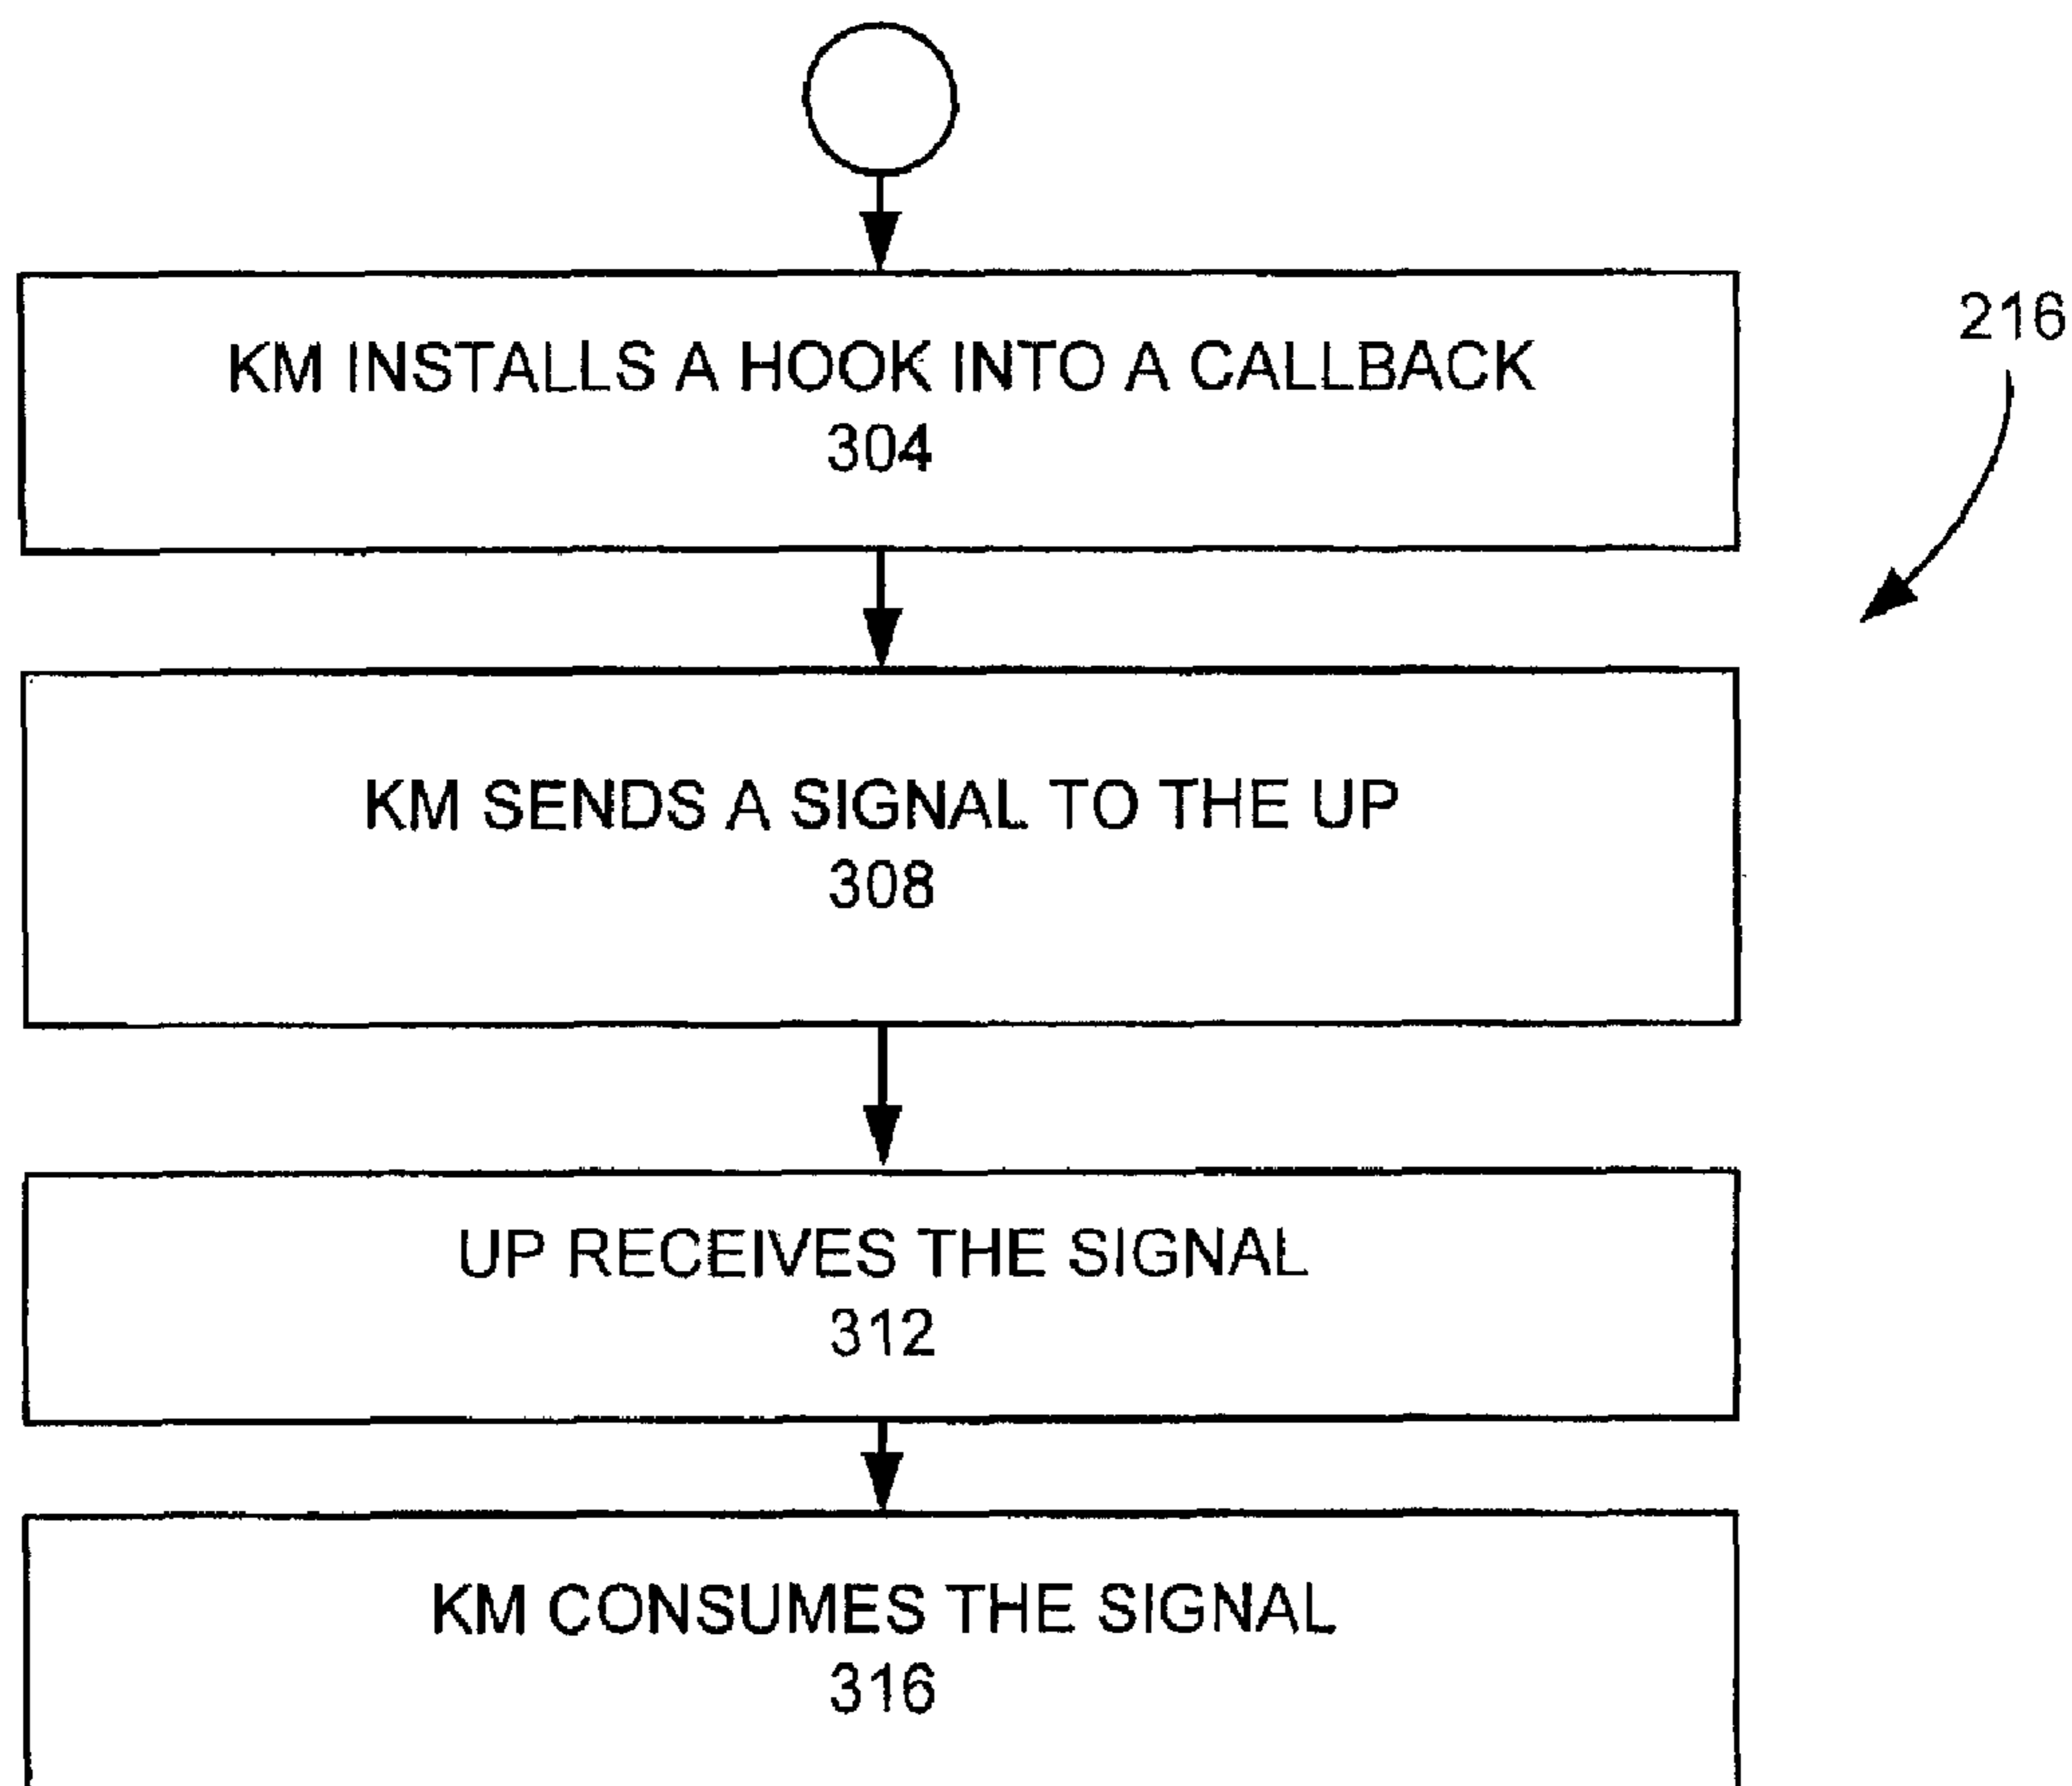 KM INSTALLS A HOOK INTO A CALLBACK
304
216
KM SENDS A SIGNAL TO THE UP
308
UP RECEIVES THE SIGNAL
312
KM CONSUMES THE SIGNAL
316